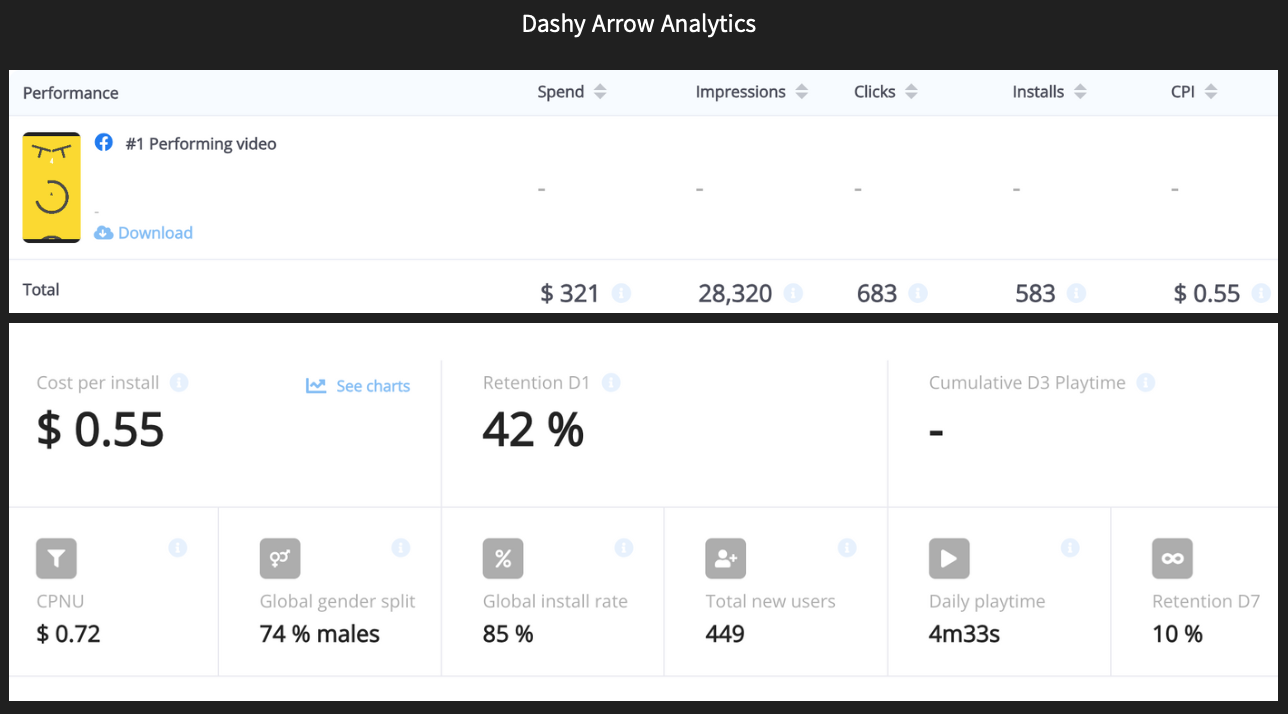 Dashy Arrow Analytics
Performance Spend Impressions Clicks Installs CPI
#1 Performing video
- - - - -
-
Download
Total $ 321 28,320 683 583 $ 0.55
Cost per install See charts Retention D1 Cumulative D3 Playtime
$ 0.55 42 % -
CPNU Global gender split Global install rate Total new users Daily playtime Retention D7
$ 0.72 74 % males 85 % 449 4m33s 10 %